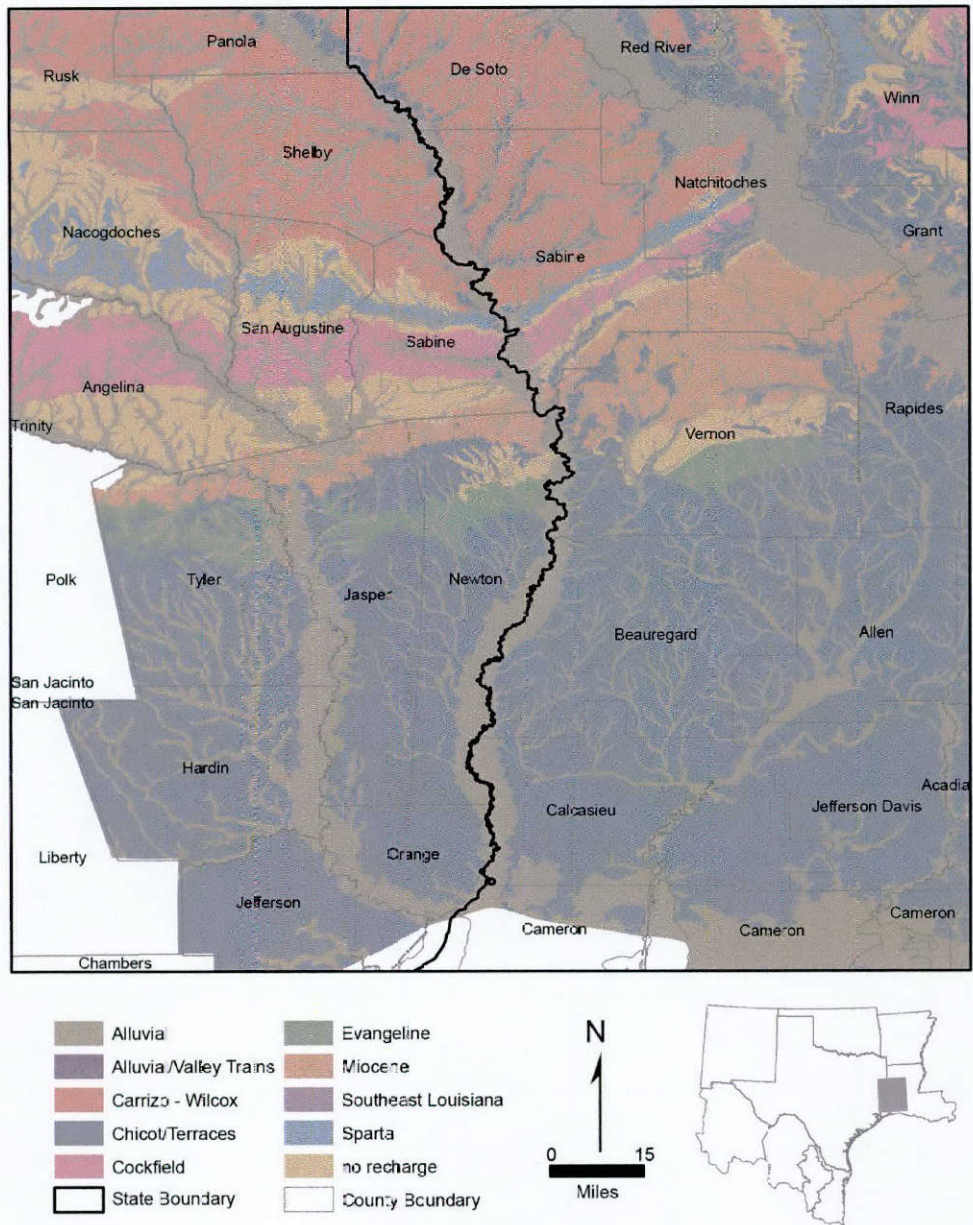 Panola
Red River
De Soto
Rusk
Winn
Shelby
Natchitoches
Nacogdoches
Grant
Sabine
San Augustine
Sabine
Angelina
Rapides
Trinity
Vernon
Polk
Tyler
Jasper
Newton
Beauregard
Allen
San Jacinto
San Jacinto
Hardin
Acadia
Calcasieu
Jefferson Davis
Liberty
Orange
Jefferson
Cameron
Cameron
Cameron
Chambers
Alluvial
Alluvial/Valley Trains
Carrizo - Wilcox
Chicot/Terraces
Cockfield
State Boundary
Evangeline
Miocene
Southeast Louisiana
Sparta
no recharge
County Boundary
N
0 15
Miles